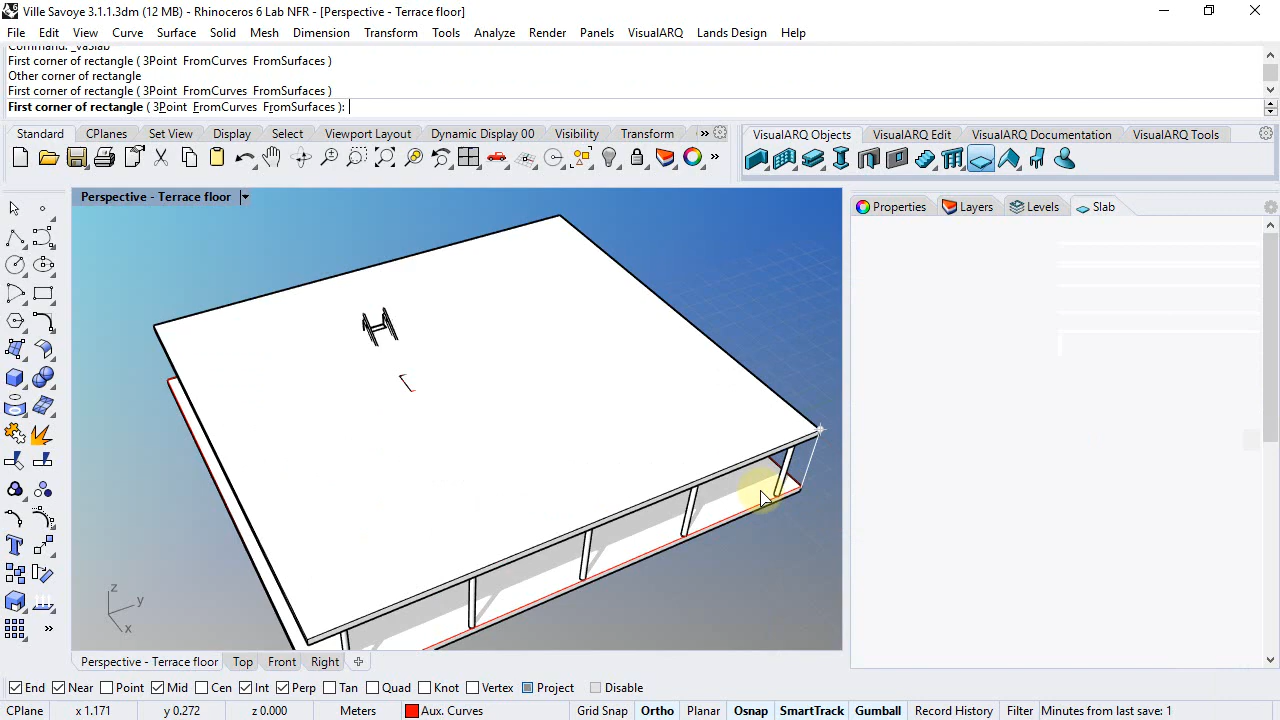 Ville Savoye 3.1.1.3dm (12 MB) - Rhinoceros 6 Lab NFR - [Perspective - Terrace floor]
File Edit View Curve Surface Solid Mesh Dimension Transform Tools Analyze Render Panels VisualARQ Lands Design Help
Command: _vaSlab
First corner of rectangle ( 3Point FromCurves FromSurfaces )
Other corner of rectangle
First corner of rectangle ( 3Point FromCurves FromSurfaces )
First corner of rectangle ( 3Point FromCurves FromSurfaces ):
Standard CPlanes Set View Display Select Viewport Layout Dynamic Display 00 Visibility Transform » VisualARQ Objects VisualARQ Edit VisualARQ Documentation VisualARQ Tools
Perspective - Terrace floor
Properties Layers Levels Slab
z
y
x
Perspective - Terrace floor Top Front Right
End Near Point Mid Cen Int Perp Tan Quad Knot Vertex Project Disable
CPlane x 1.171 y 0.272 z 0.000 Meters Aux. Curves Grid Snap Ortho Planar Osnap SmartTrack Gumball Record History Filter Minutes from last save: 1